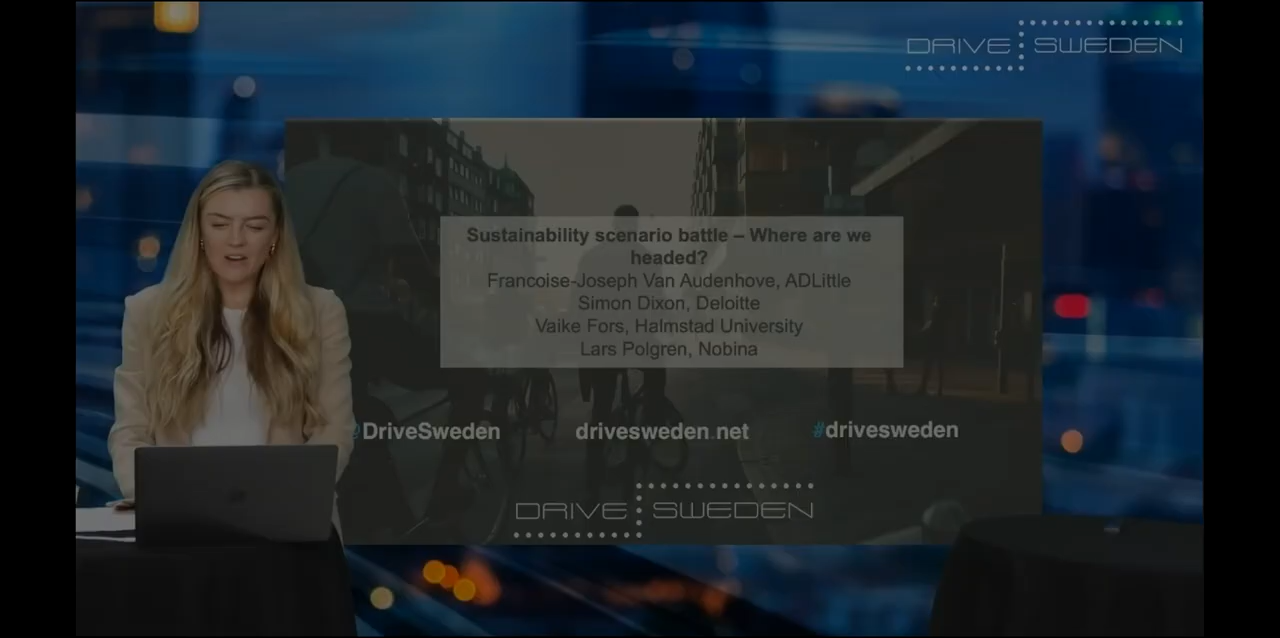 DRIVE SWEDEN
Sustainability scenario battle – Where are we
headed?
Francoise-Joseph Van Audenhove, ADLittle
Simon Dixon, Deloitte
Vaike Fors, Halmstad University
Lars Polgren, Nobina
@DriveSweden drivesweden.net #drivesweden
DRIVE SWEDEN